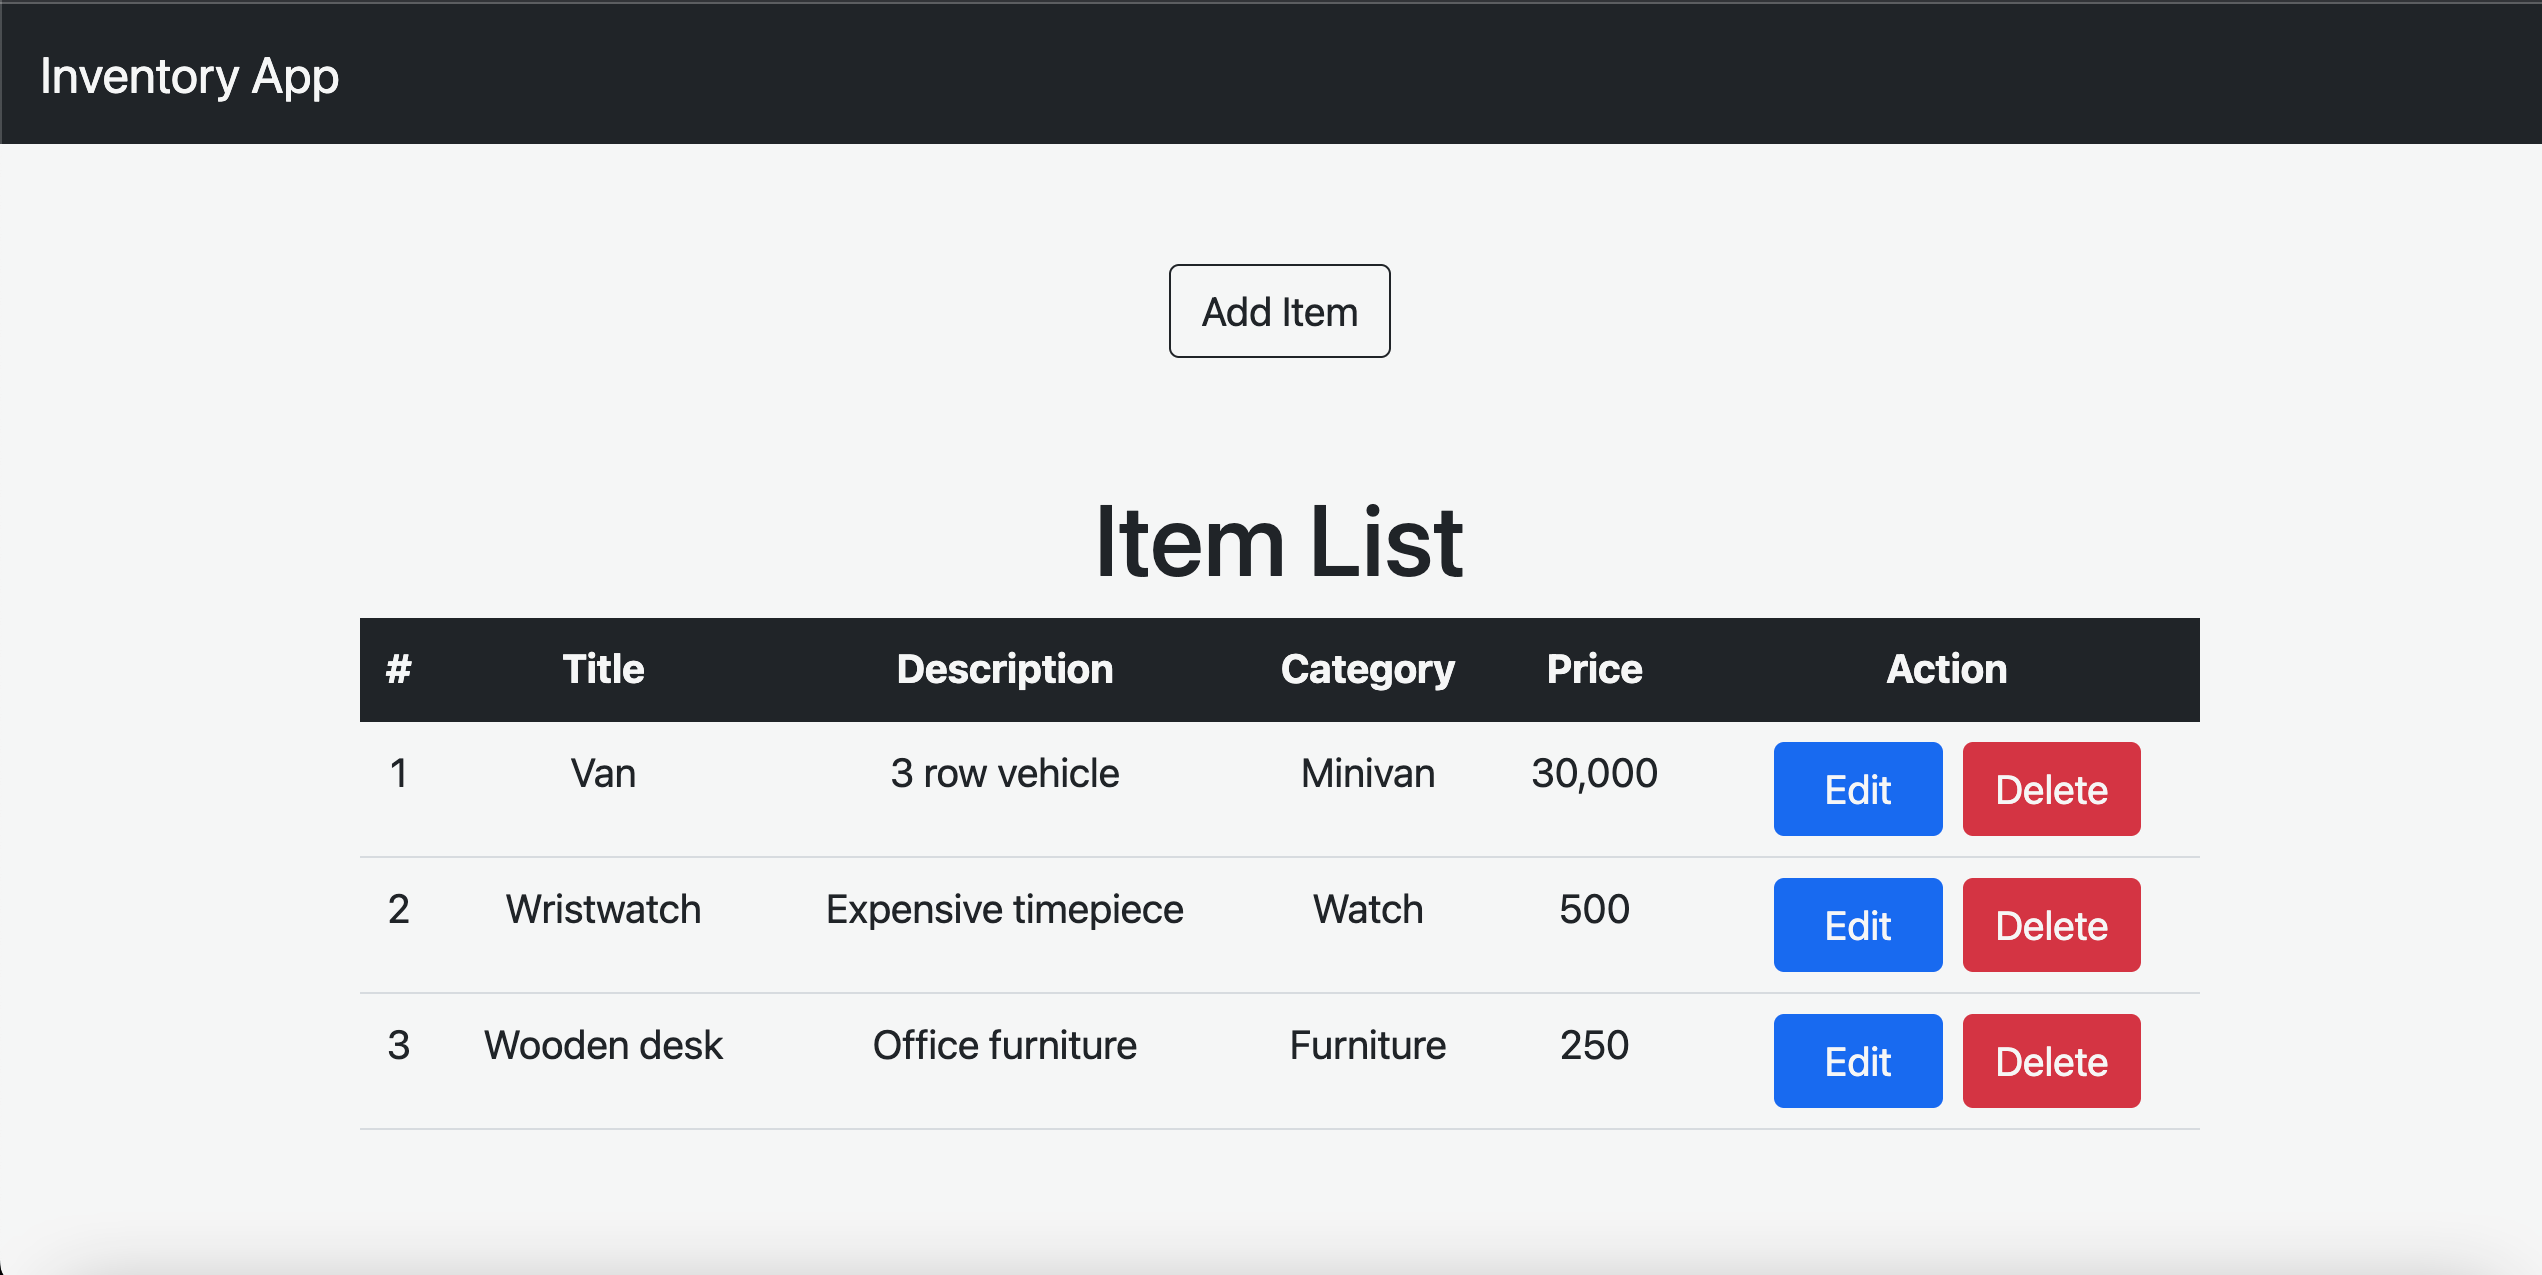 Inventory App
Add Item
Item List
# Title Description Category Price Action
1 Van 3 row vehicle Minivan 30,000 Edit Delete
2 Wristwatch Expensive timepiece Watch 500 Edit Delete
3 Wooden desk Office furniture Furniture 250 Edit Delete